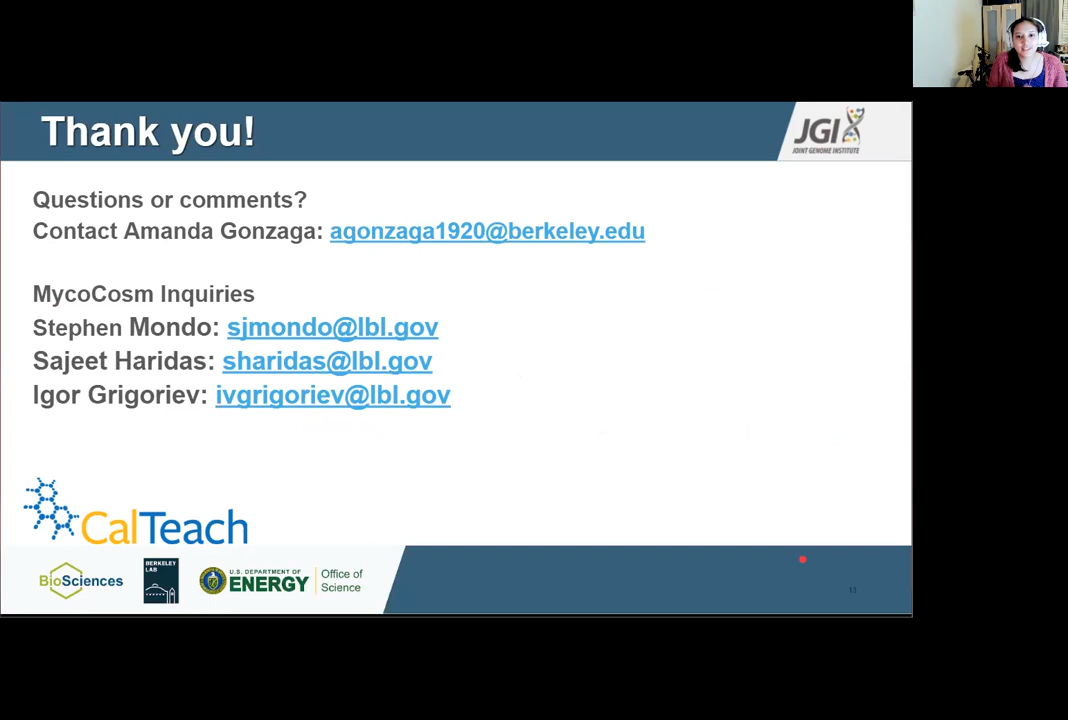 Thank you!
JGI
JOINT GENOME INSTITUTE
Questions or comments?
Contact Amanda Gonzaga: agonzaga1920@berkeley.edu
MycoCosm Inquiries
Stephen Mondo: sjmondo@lbl.gov
Sajeet Haridas: sharidas@lbl.gov
Igor Grigoriev: ivgrigoriev@lbl.gov
CalTeach
BioSciences
BERKELEY
LAB
U.S. DEPARTMENT OF
ENERGY
Office of
Science
13